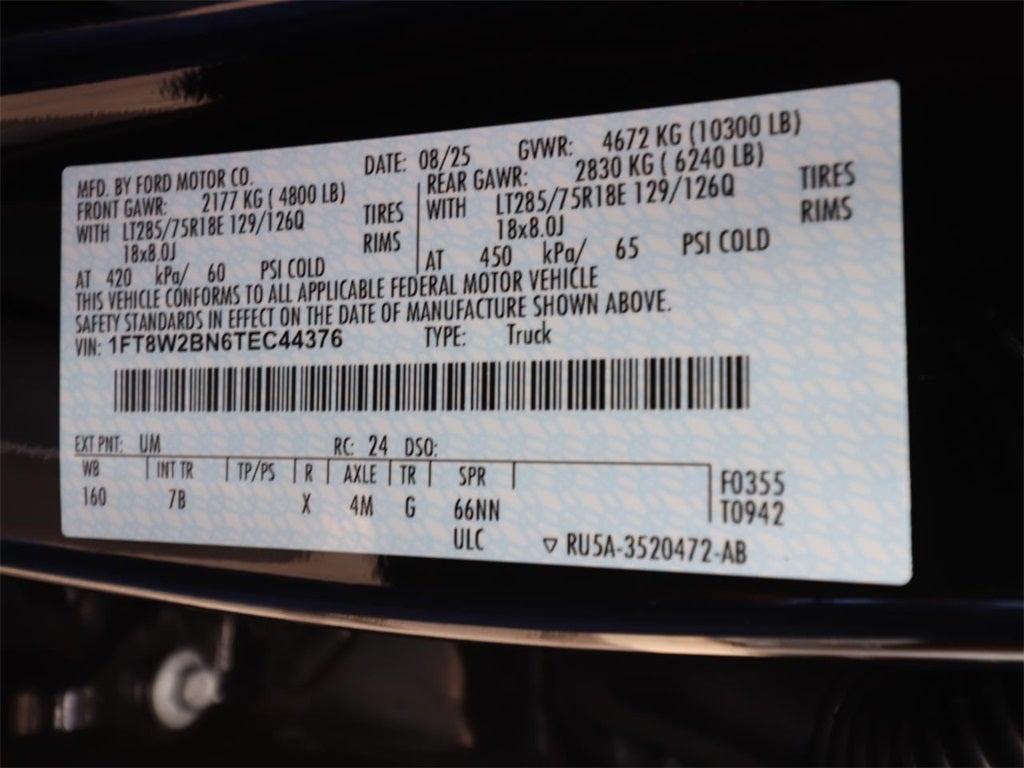 MFD. BY FORD MOTOR CO. DATE: 08/25 GVWR: 4672 KG (10300 LB)
FRONT GAWR: 2177 KG ( 4800 LB) REAR GAWR: 2830 KG ( 6240 LB)
WITH LT285/75R18E 129/126Q TIRES WITH LT285/75R18E 129/126Q TIRES
18x8.0J RIMS 18x8.0J RIMS
AT 420 kPa/ 60 PSI COLD AT 450 kPa/ 65 PSI COLD
THIS VEHICLE CONFORMS TO ALL APPLICABLE FEDERAL MOTOR VEHICLE
SAFETY STANDARDS IN EFFECT ON THE DATE OF MANUFACTURE SHOWN ABOVE.
VIN: 1FT8W2BN6TEC44376 TYPE: Truck
EXT PNT: UM RC: 24 DSO:
WB INT TR TP/PS R AXLE TR SPR F0355
160 7B X 4M G 66NN T0942
ULC ▽ RU5A-3520472-AB